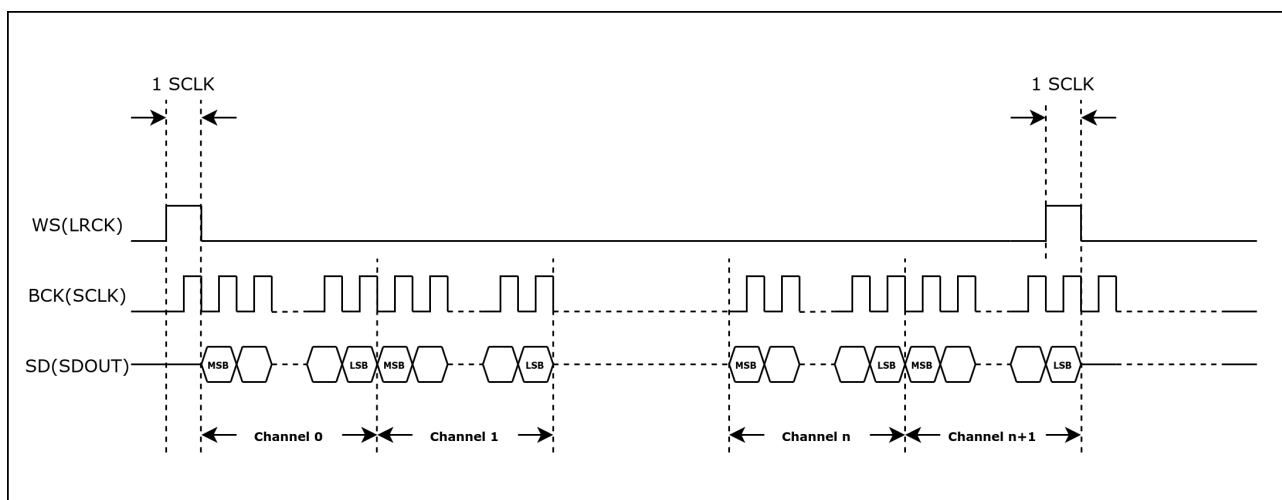 1 SCLK
1 SCLK
WS(LRCK)
BCK(SCLK)
SD(SDOUT)
MSB LSB MSB LSB MSB LSB MSB LSB
Channel 0 Channel 1 Channel n Channel n+1